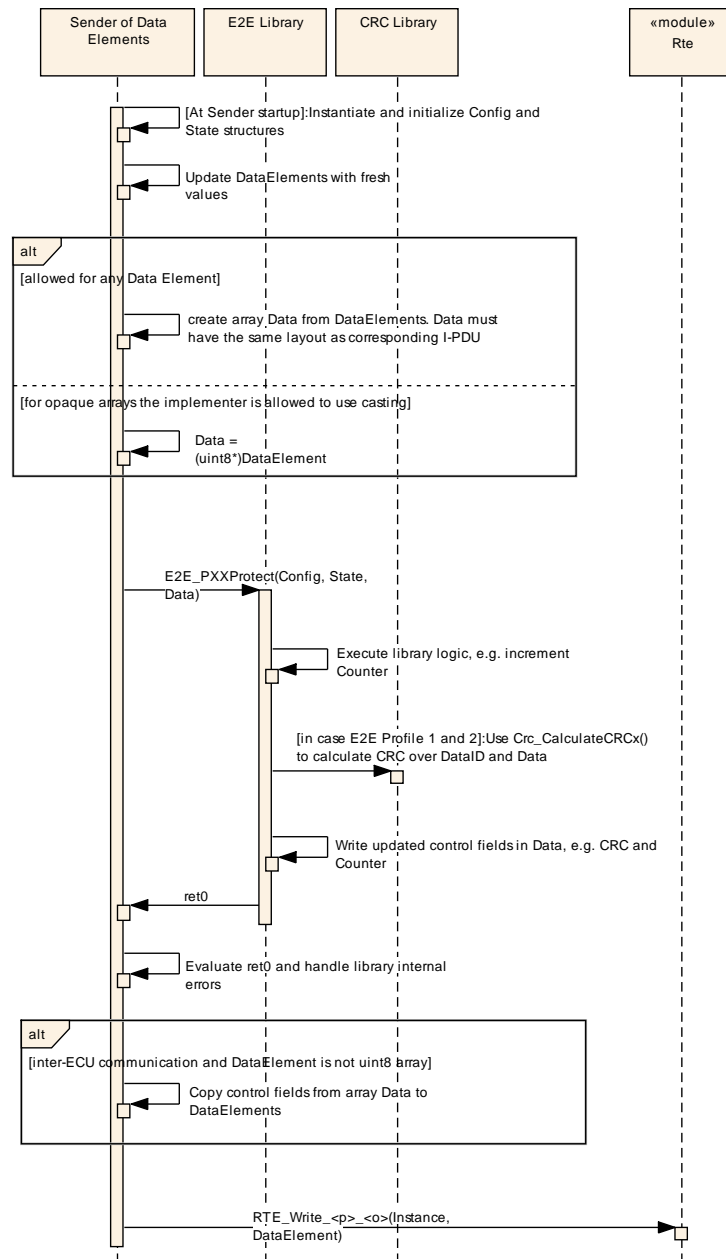 Sender of Data
Elements
E2E Library
CRC Library
«module»
Rte
[At Sender startup]:Instantiate and initialize Config and
State structures
Update DataElements with fresh
values
alt
[allowed for any Data Element]
create array Data from DataElements. Data must
have the same layout as corresponding I-PDU
[for opaque arrays the implementer is allowed to use casting]
Data =
(uint8*)DataElement
E2E_PXXProtect(Config, State,
Data)
Execute library logic, e.g. increment
Counter
[in case E2E Profile 1 and 2]:Use Crc_CalculateCRCx()
to calculate CRC over DataID and Data
Write updated control fields in Data, e.g. CRC and
Counter
ret0
Evaluate ret0 and handle library internal
errors
alt
[inter-ECU communication and DataElement is not uint8 array]
Copy control fields from array Data to
DataElements
RTE_Write_<p>_<o>(Instance,
DataElement)